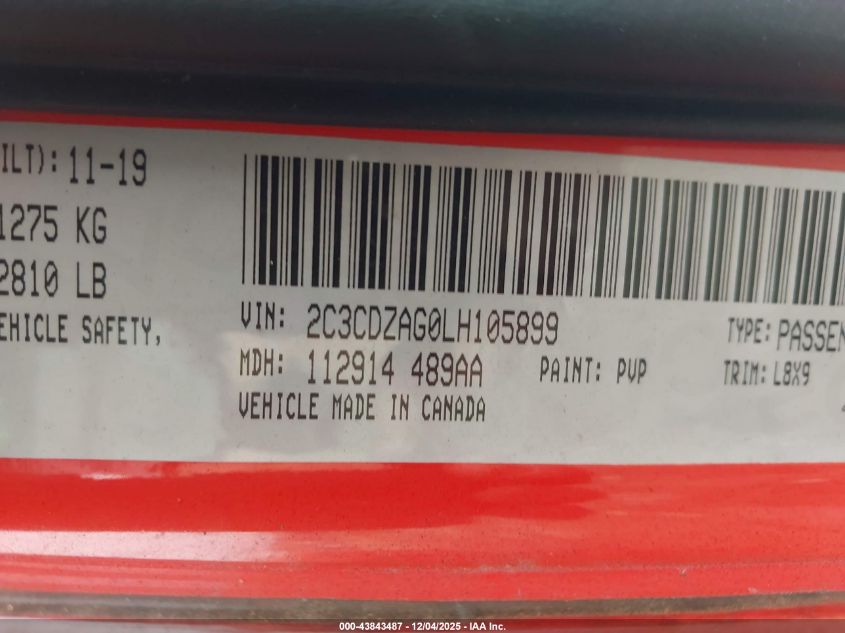 ILT): 11-19
1275 KG
2810 LB
EHICLE SAFETY,
VIN: 2C3CDZAG0LH105899
TYPE: PASSEN
MDH: 112914 489AA
PAINT: PVP
TRIM: L8X9
VEHICLE MADE IN CANADA
000-43843487 - 12/04/2025 - IAA Inc.